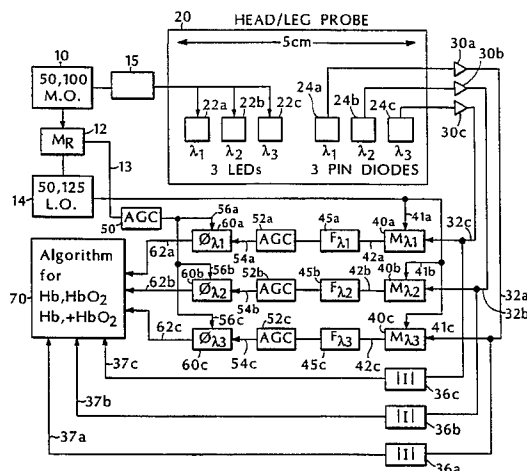 20 HEAD/LEG PROBE
5cm
30a
30b
30c
10 15
50,100
M.O.
24a 24b 24c
22a 22b 22c
λ1 λ2 λ3 λ1 λ2 λ3
3 LEDs 3 PIN DIODES
12
MR
13
50,125
L.O.
14
50 AGC
56a 60a 52a 45a 40a 41a 32c
62a Øλ1 54a AGC Fλ1 42a Mλ1
Algorithm
for
Hb,HbO2
Hb,+HbO2
70
56b 60b 52b 45b 40b 41b 32a
62b Øλ2 54b AGC Fλ2 42b Mλ2 32b
56c 60c 52c 45c 40c 41c
62c Øλ3 54c AGC Fλ3 42c Mλ3
37c |I| 36c
37b |I| 36b
37a |I| 36a